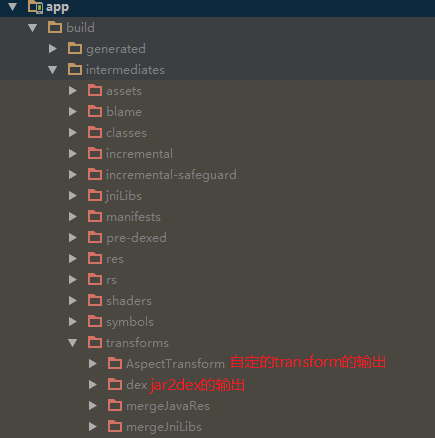 app
build
generated
intermediates
assets
blame
classes
incremental
incremental-safeguard
jniLibs
manifests
pre-dexed
res
rs
shaders
symbols
transforms
AspectTransform 自定的transform的输出
dex jar2dex的输出
mergeJavaRes
mergeJniLibs